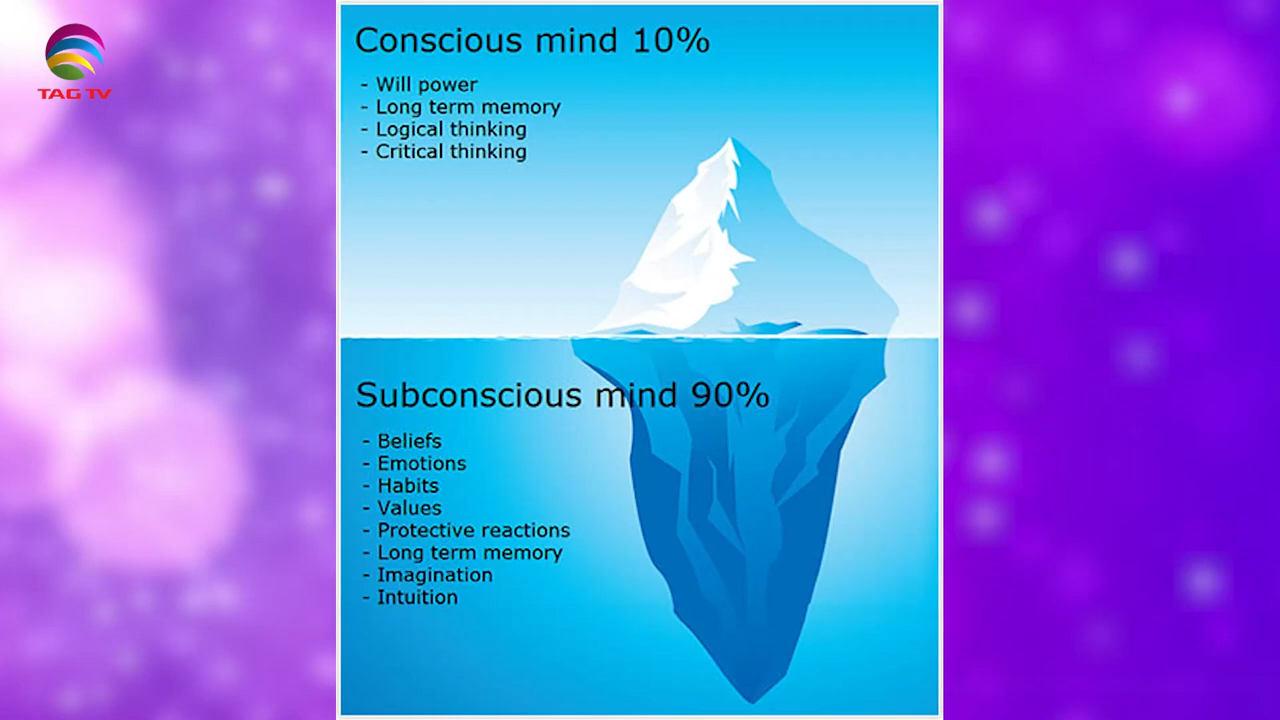 TAG TV
Conscious mind 10%
- Will power
- Long term memory
- Logical thinking
- Critical thinking
Subconscious mind 90%
- Beliefs
- Emotions
- Habits
- Values
- Protective reactions
- Long term memory
- Imagination
- Intuition